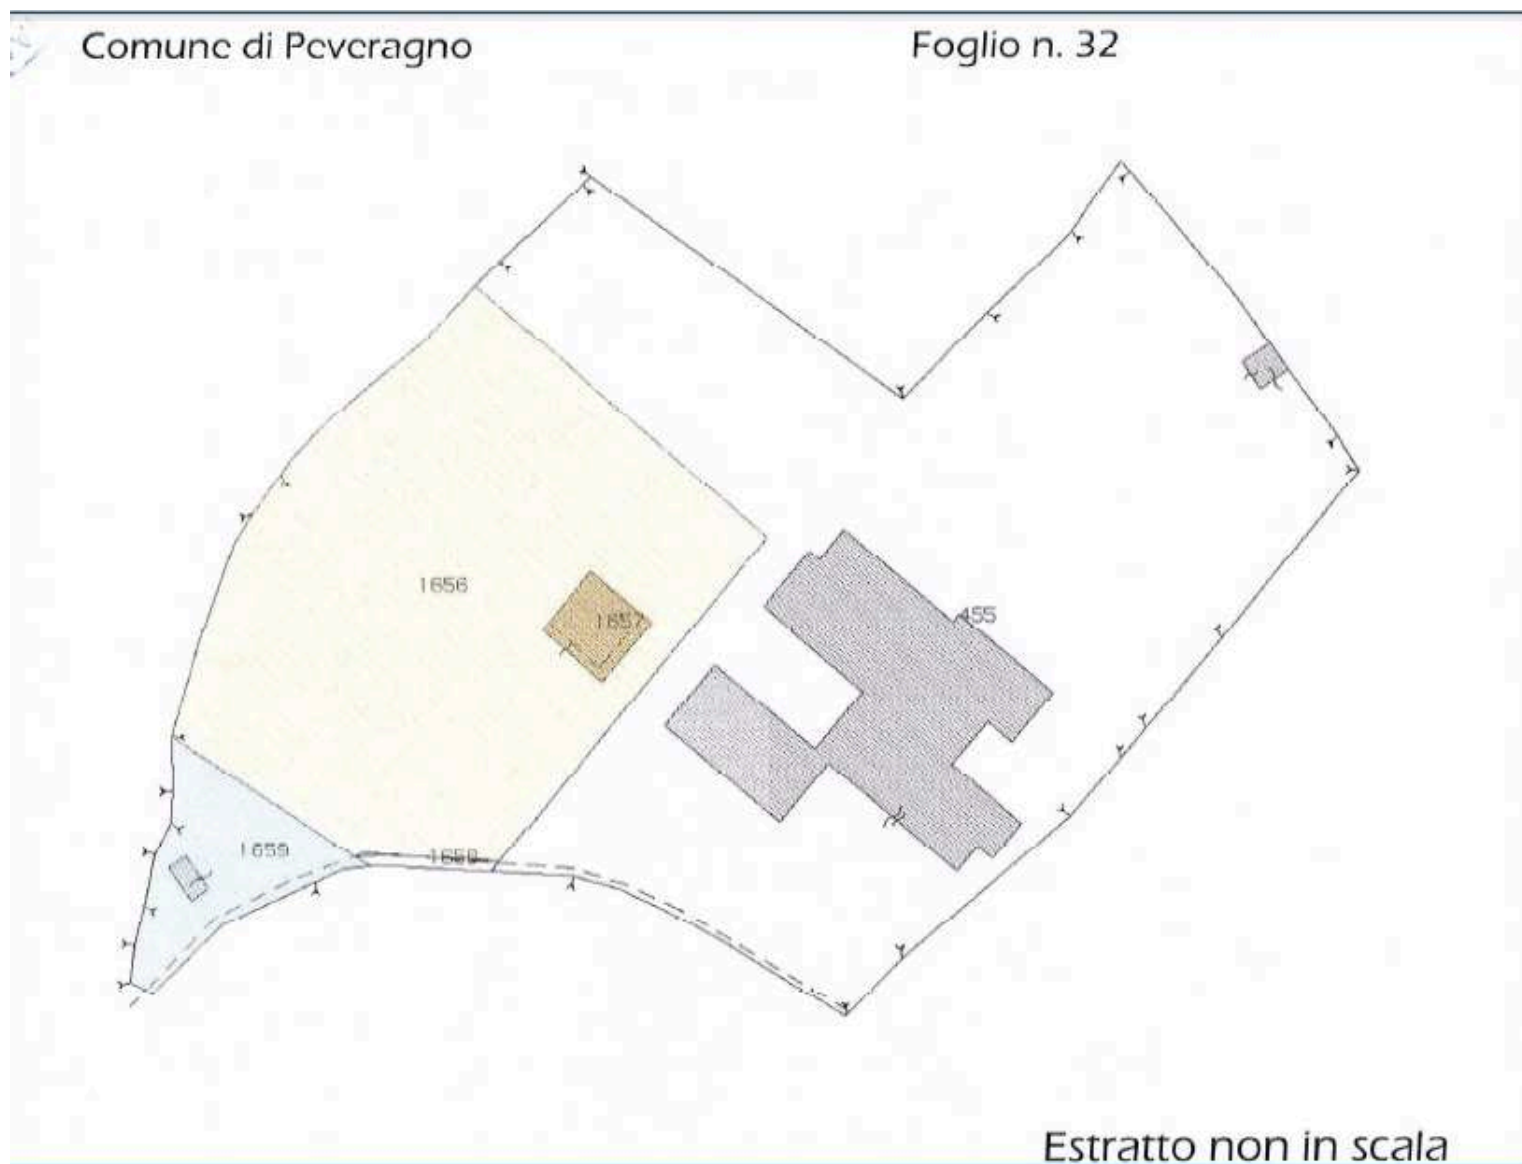 Comune di Peveragno
Foglio n. 32
1656
1657
455
1659
1658
Estratto non in scala